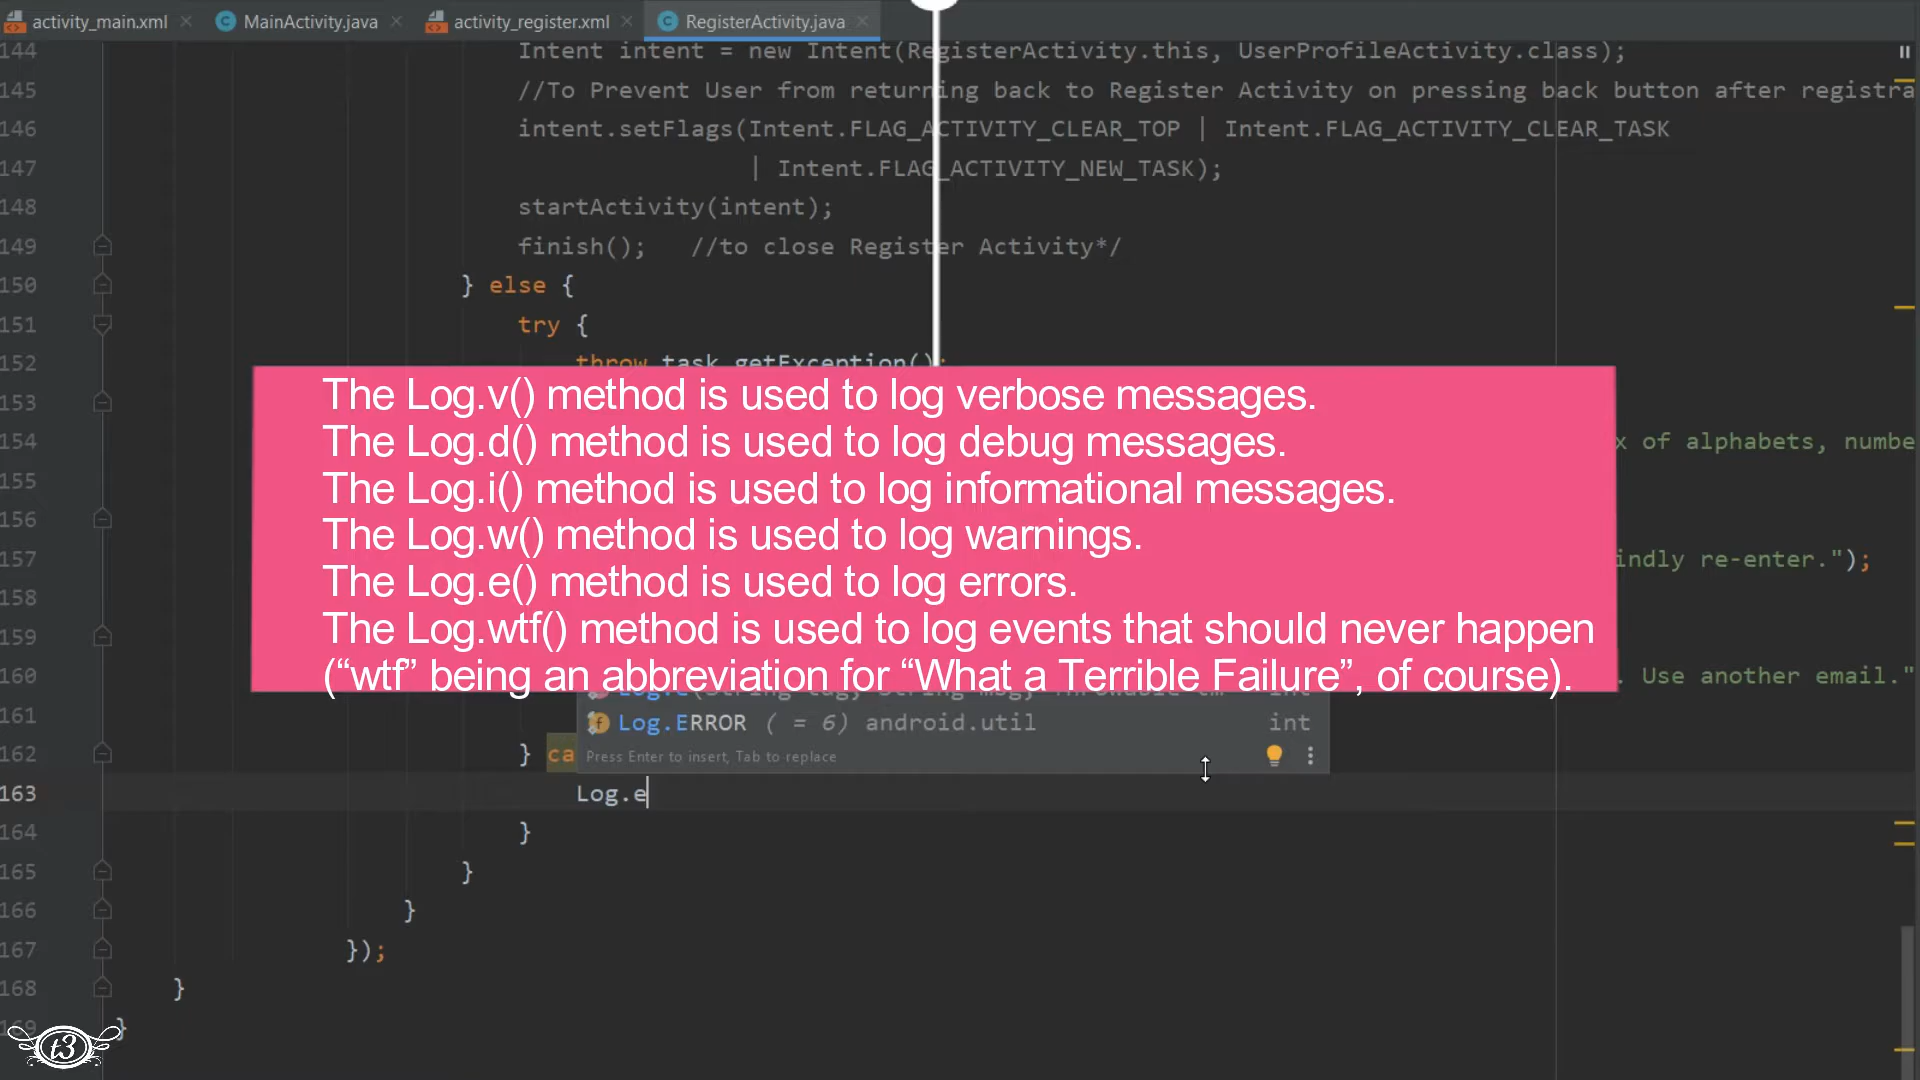 activity_main.xml MainActivity.java activity_register.xml RegisterActivity.java
144 Intent intent = new Intent(RegisterActivity.this, UserProfileActivity.class);
145 //To Prevent User from returning back to Register Activity on pressing back button after registra
146 intent.setFlags(Intent.FLAG_ACTIVITY_CLEAR_TOP | Intent.FLAG_ACTIVITY_CLEAR_TASK
147 | Intent.FLAG_ACTIVITY_NEW_TASK);
148 startActivity(intent);
149 finish(); //to close Register Activity*/
150 } else {
151 try {
152 throw task.getException();
The Log.v() method is used to log verbose messages.
153
The Log.d() method is used to log debug messages.
154 x of alphabets, numbe
The Log.i() method is used to log informational messages.
155
156
The Log.w() method is used to log warnings.
157 indly re-enter.");
The Log.e() method is used to log errors.
158
The Log.wtf() method is used to log events that should never happen
159
(“wtf” being an abbreviation for “What a Terrible Failure”, of course).
160 . Use another email."
161 Log.ERROR ( = 6) android.util int
162 } ca
Press Enter to insert, Tab to replace
163 Log.e
164 }
165 }
166 }
167 });
168 }
169 }
t3